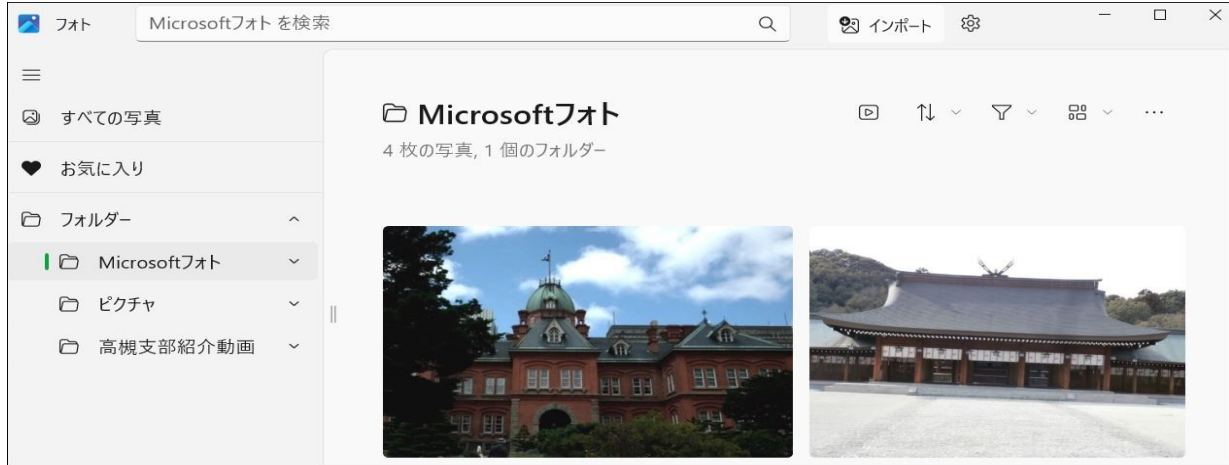 フォト
Microsoftフォト を検索
インポート
すべての写真
お気に入り
フォルダー
Microsoftフォト
ピクチャ
高槻支部紹介動画
Microsoftフォト
4 枚の写真, 1 個のフォルダー